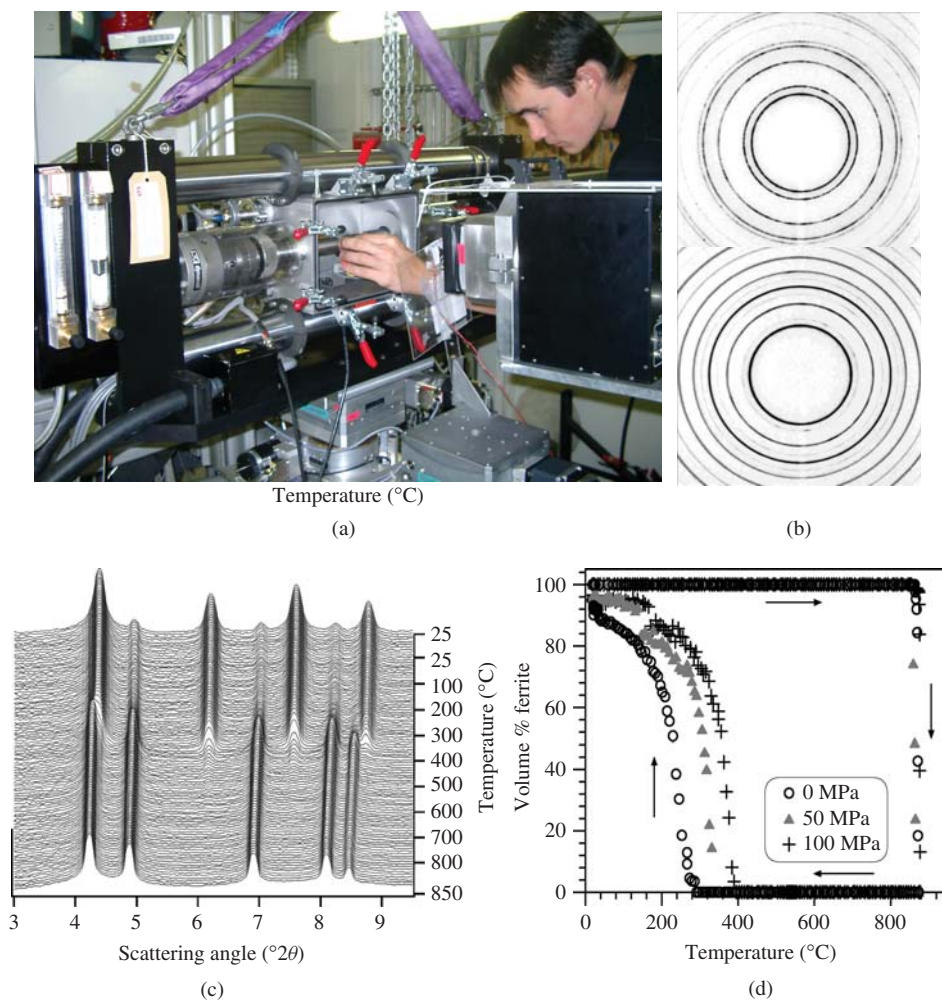 Temperature (°C)
(a)
(b)
25
25
100
200
300
400
500
600
700
800
850
Temperature (°C)
3
4
5
6
7
8
9
Scattering angle (°2θ)
(c)
100
80
60
40
20
0
Volume % ferrite
0 MPa
50 MPa
100 MPa
0
200
400
600
800
Temperature (°C)
(d)